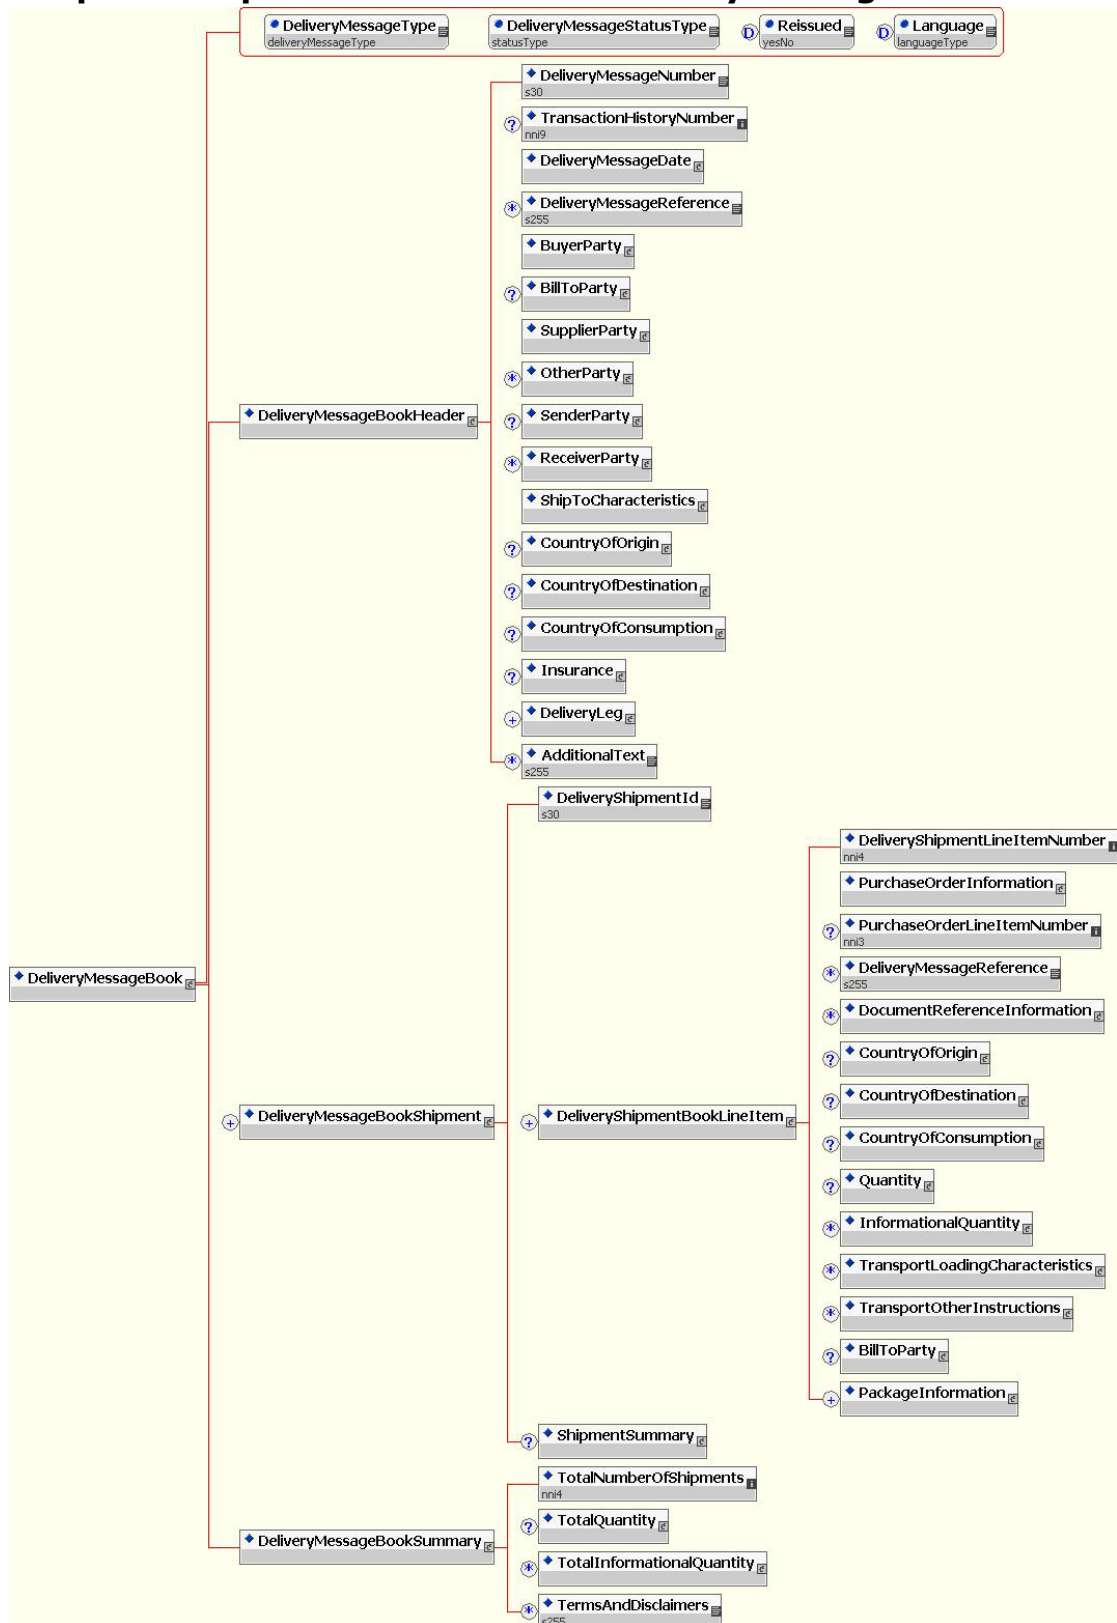 DeliveryMessageType
deliveryMessageType
DeliveryMessageStatusType
statusType
D
Reissued
yesNo
D
Language
languageType
DeliveryMessageNumber
s30
? TransactionHistoryNumber
nni9
DeliveryMessageDate
* DeliveryMessageReference
s255
BuyerParty
? BillToParty
SupplierParty
* OtherParty
DeliveryMessageBookHeader
? SenderParty
* ReceiverParty
ShipToCharacteristics
? CountryOfOrigin
? CountryOfDestination
? CountryOfConsumption
? Insurance
+ DeliveryLeg
* AdditionalText
s255
DeliveryShipmentId
s30
DeliveryShipmentLineItemNumber
nni4
PurchaseOrderInformation
? PurchaseOrderLineItemNumber
nni3
DeliveryMessageBook
* DeliveryMessageReference
s255
* DocumentReferenceInformation
? CountryOfOrigin
? CountryOfDestination
+ DeliveryMessageBookShipment
+ DeliveryShipmentBookLineItem
? CountryOfConsumption
? Quantity
* InformationalQuantity
* TransportLoadingCharacteristics
* TransportOtherInstructions
? BillToParty
+ PackageInformation
? ShipmentSummary
TotalNumberOfShipments
nni4
? TotalQuantity
DeliveryMessageBookSummary
* TotalInformationalQuantity
* TermsAndDisclaimers
s255